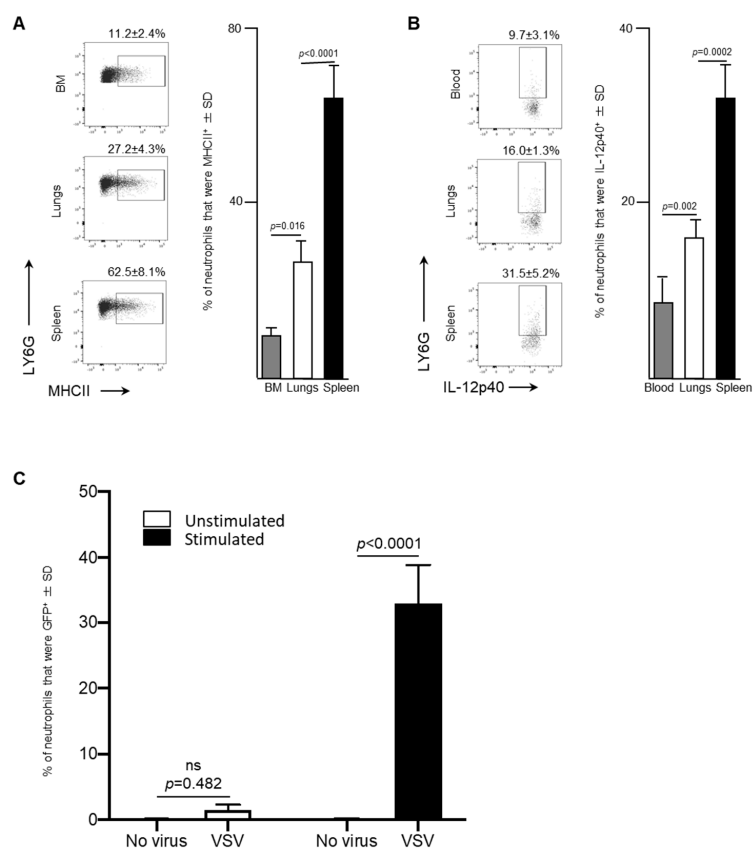 A
11.2±2.4%
BM
27.2±4.3%
Lungs
62.5±8.1%
Spleen
LY6G
MHCII
80
40
% of neutrophils that were MHCII⁺ ± SD
p<0.0001
p=0.016
BM Lungs Spleen
B
9.7±3.1%
Blood
16.0±1.3%
Lungs
31.5±5.2%
Spleen
LY6G
IL-12p40
40
20
% of neutrophils that were IL-12p40⁺ ± SD
p=0.0002
p=0.002
Blood Lungs Spleen
C
50
40
30
20
10
0
% of neutrophils that were GFP⁺ ± SD
Unstimulated
Stimulated
p<0.0001
ns
p=0.482
No virus VSV No virus VSV